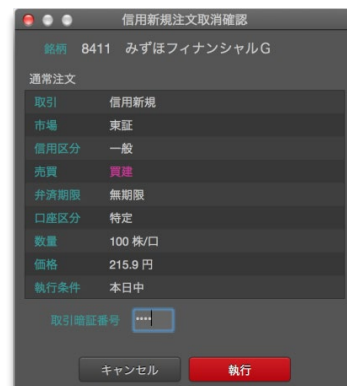 信用新規注文取消確認
銘柄 8411 みずほフィナンシャルG
通常注文
取引 信用新規
市場 東証
信用区分 一般
売買 買建
弁済期限 無期限
口座区分 特定
数量 100 株/口
価格 215.9 円
執行条件 本日中
取引暗証番号 ••••
キャンセル 執行